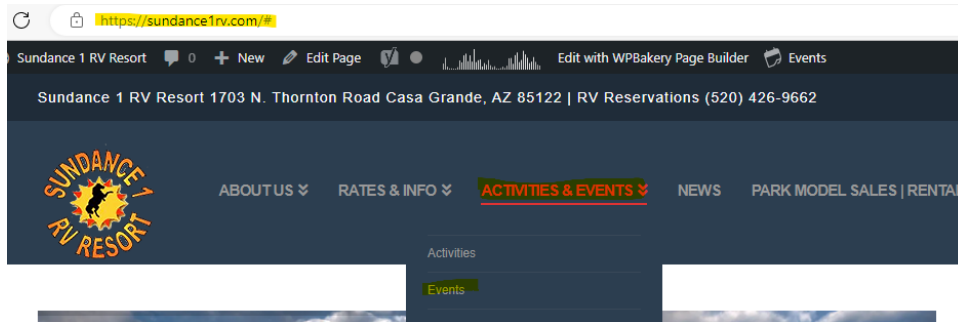 https://sundance1rv.com/#
Sundance 1 RV Resort 0 New Edit Page Edit with WPBakery Page Builder Events
Sundance 1 RV Resort 1703 N. Thornton Road Casa Grande, AZ 85122 | RV Reservations (520) 426-9662
SUNDANCE 1
RV RESORT
ABOUT US RATES & INFO ACTIVITIES & EVENTS NEWS PARK MODEL SALES | RENTAL
Activities
Events